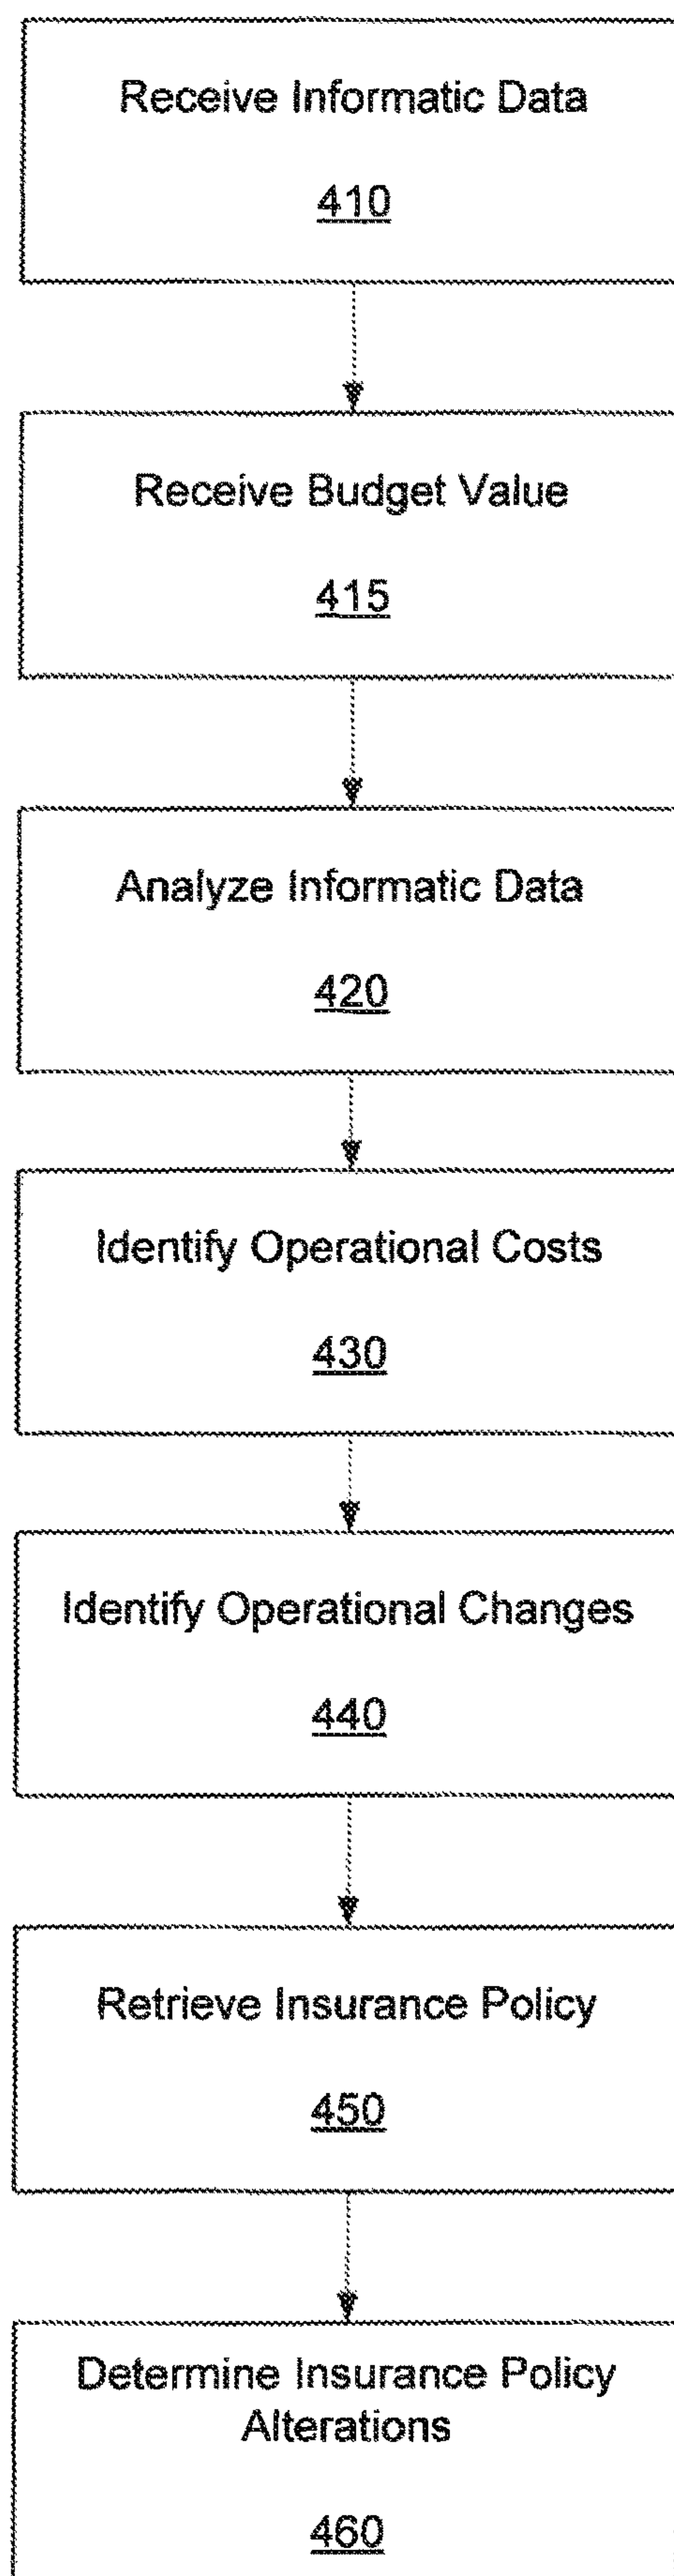 Receive Informatic Data
410
Receive Budget Value
415
Analyze Informatic Data
420
Identify Operational Costs
430
Identify Operational Changes
440
Retrieve Insurance Policy
450
Determine Insurance Policy
Alterations
460